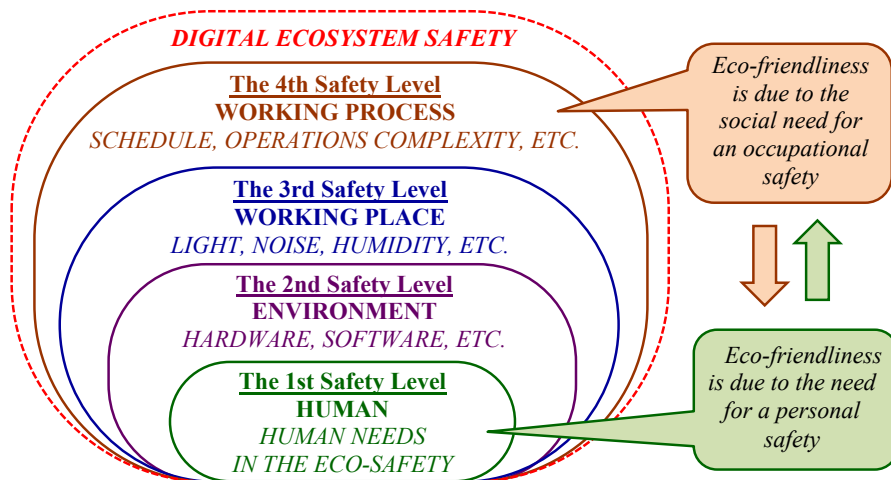 DIGITAL ECOSYSTEM SAFETY
The 4th Safety Level
WORKING PROCESS
SCHEDULE, OPERATIONS COMPLEXITY, ETC.
The 3rd Safety Level
WORKING PLACE
LIGHT, NOISE, HUMIDITY, ETC.
The 2nd Safety Level
ENVIRONMENT
HARDWARE, SOFTWARE, ETC.
The 1st Safety Level
HUMAN
HUMAN NEEDS
IN THE ECO-SAFETY
Eco-friendliness
is due to the
social need for
an occupational
safety
Eco-friendliness
is due to the need
for a personal
safety